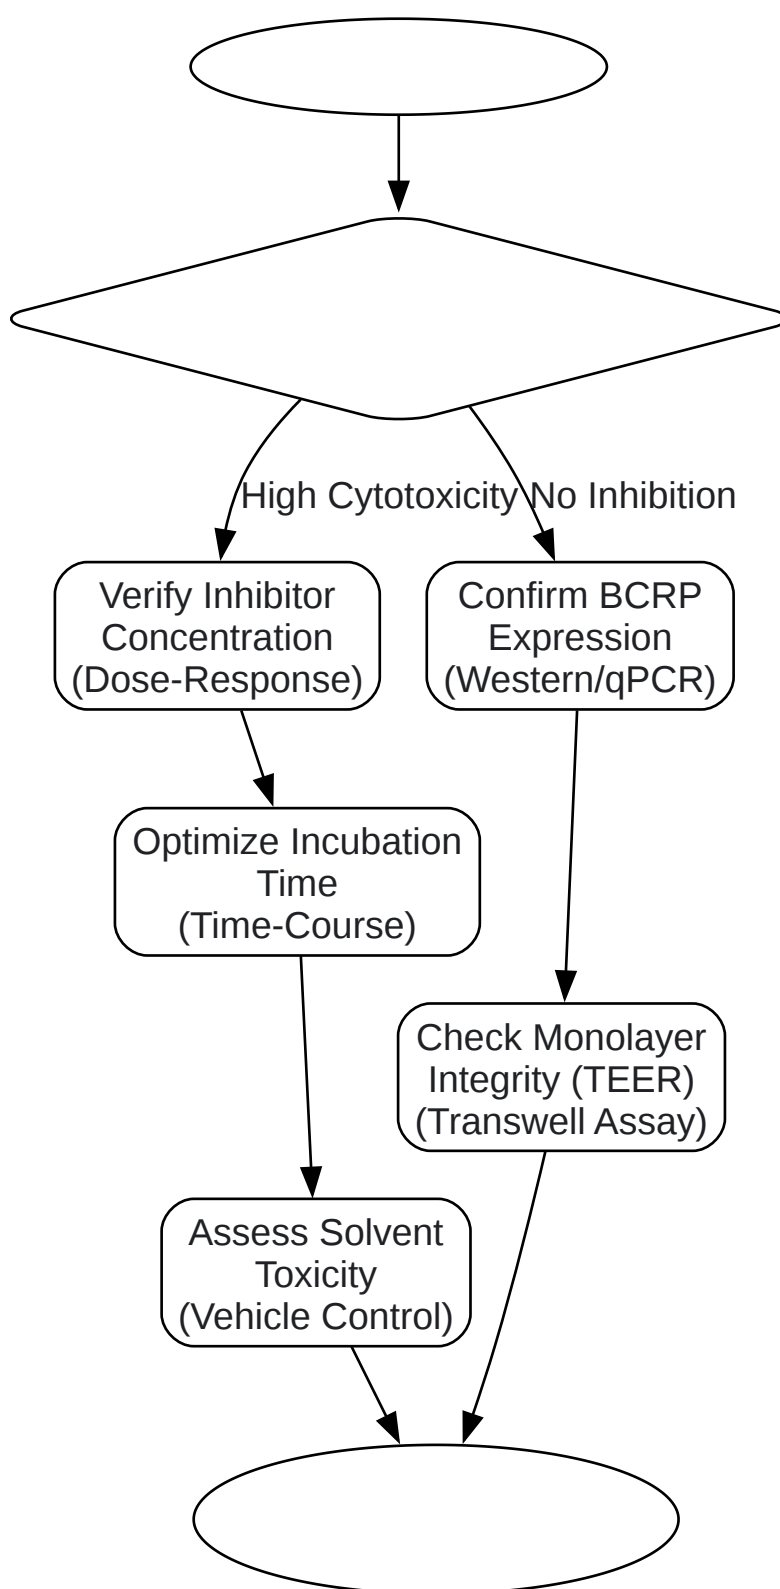 High Cytotoxicity
No Inhibition
Verify Inhibitor
Concentration
(Dose-Response)
Confirm BCRP
Expression
(Western/qPCR)
Optimize Incubation
Time
(Time-Course)
Check Monolayer
Integrity (TEER)
(Transwell Assay)
Assess Solvent
Toxicity
(Vehicle Control)